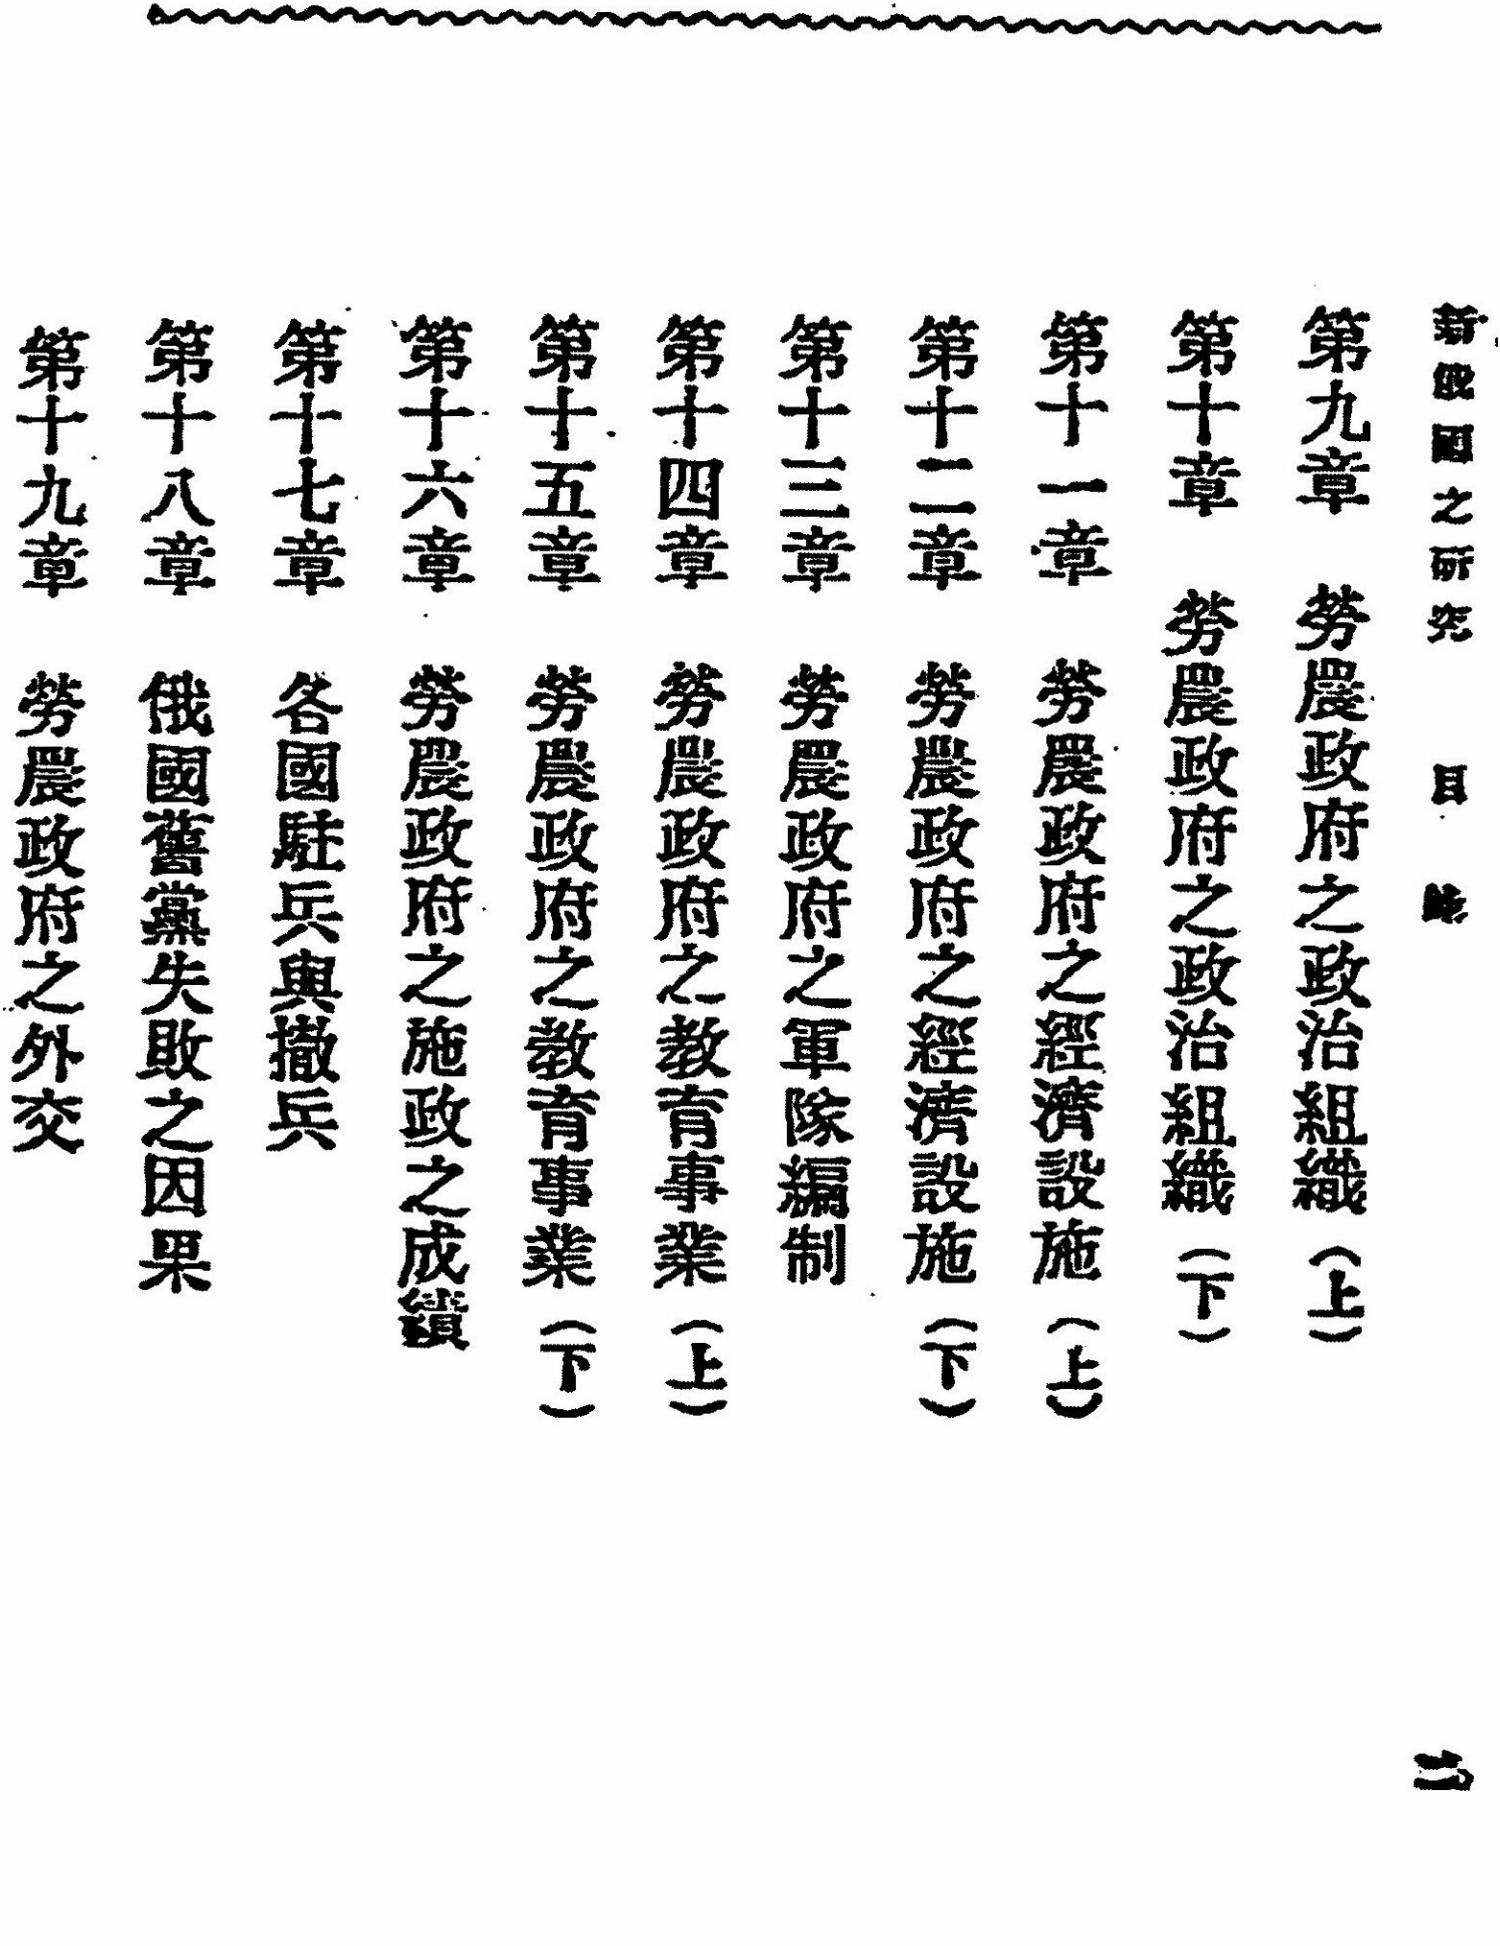 新俄國之研究 目錄 二
第九章 勞農政府之政治組織（上）
第十章 勞農政府之政治組織（下）
第十一章 勞農政府之經濟設施（上）
第十二章 勞農政府之經濟設施（下）
第十三章 勞農政府之軍隊編制
第十四章 勞農政府之教育事業（上）
第十五章 勞農政府之教育事業（下）
第十六章 勞農政府之施政之成績
第十七章 各國駐兵與撤兵
第十八章 俄國舊黨失敗之因果
第十九章 勞農政府之外交